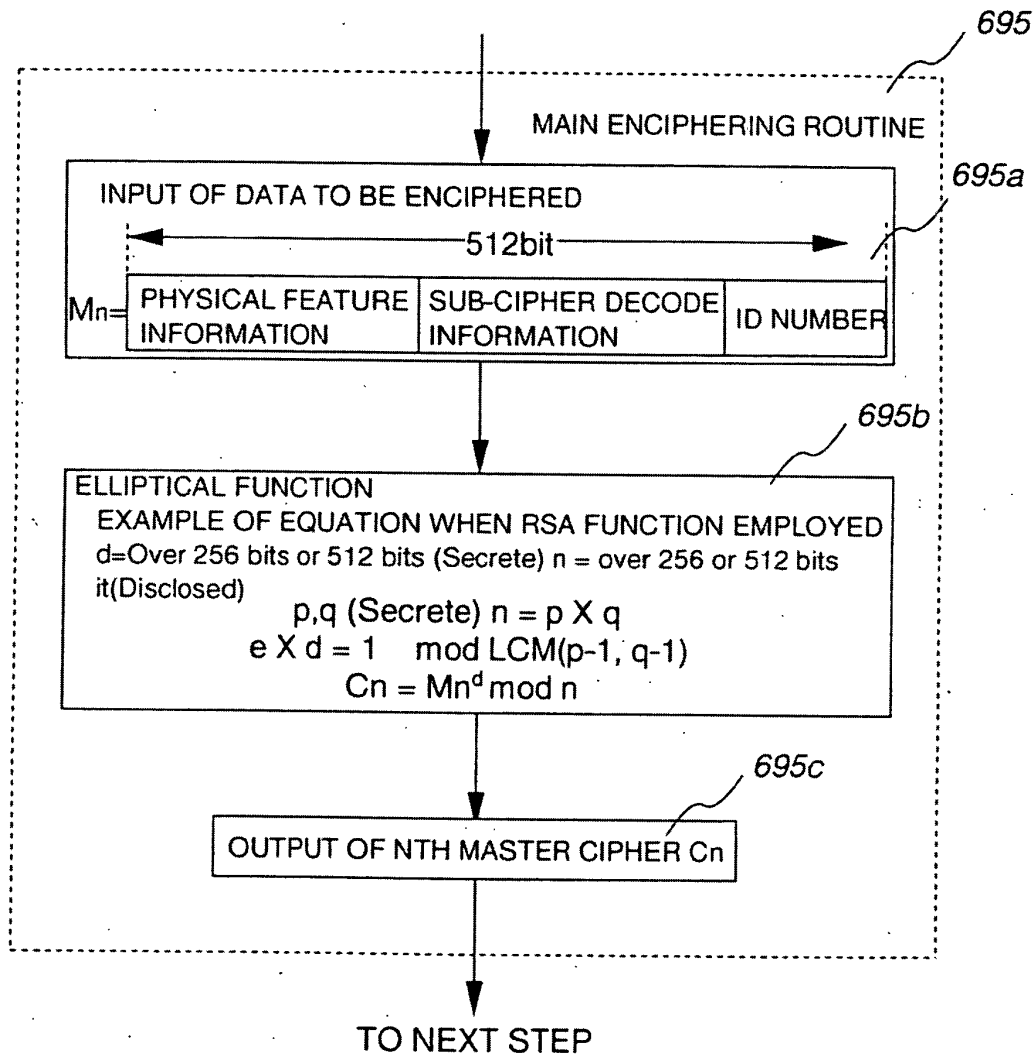 695
MAIN ENCIPHERING ROUTINE
695a
INPUT OF DATA TO BE ENCIPHERED
512bit
Mn=
PHYSICAL FEATURE INFORMATION
SUB-CIPHER DECODE INFORMATION
ID NUMBER
695b
ELLIPTICAL FUNCTION
EXAMPLE OF EQUATION WHEN RSA FUNCTION EMPLOYED
d=Over 256 bits or 512 bits (Secrete) n = over 256 or 512 bits
it(Disclosed)
p,q (Secrete) n = p X q
e X d = 1 mod LCM(p-1, q-1)
Cn = Mn^d mod n
695c
OUTPUT OF NTH MASTER CIPHER Cn
TO NEXT STEP